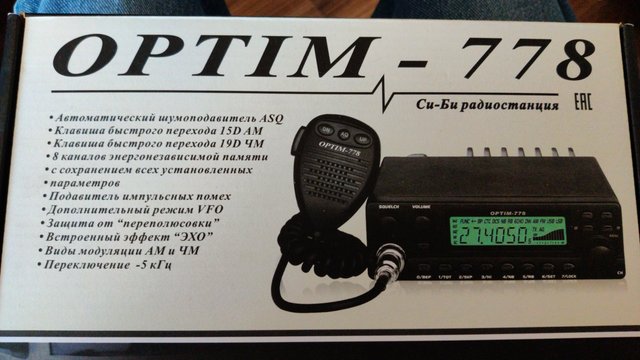 OPTIM - 778
Си-Би радиостанция EAC
• Автоматический шумоподавитель ASQ
• Клавиша быстрого перехода 15D АМ
• Клавиша быстрого перехода 19D ЧМ
• 8 каналов энергонезависимой памяти
• с сохранением всех установленных
• параметров
• Подавитель импульсных помех
• Дополнительный режим VFO
• Защита от “переполюсовки”
• Встроенный эффект “ЭХО”
• Виды модуляции АМ и ЧМ
• Переключение -5 кГц
OPTIM-778
SQUELCH VOLUME
OPTIM-778
27.4050